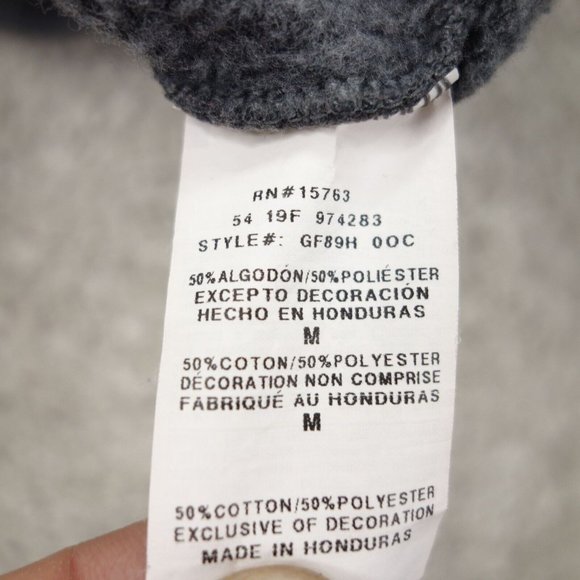 RN#15763
54 19F 974283
STYLE#: GF89H 00C
50%ALGODÓN/50%POLIÉSTER
EXCEPTO DECORACIÓN
HECHO EN HONDURAS
M
50%COTON/50%POLYESTER
DÉCORATION NON COMPRISE
FABRIQUÉ AU HONDURAS
M
50%COTTON/50%POLYESTER
EXCLUSIVE OF DECORATION
MADE IN HONDURAS